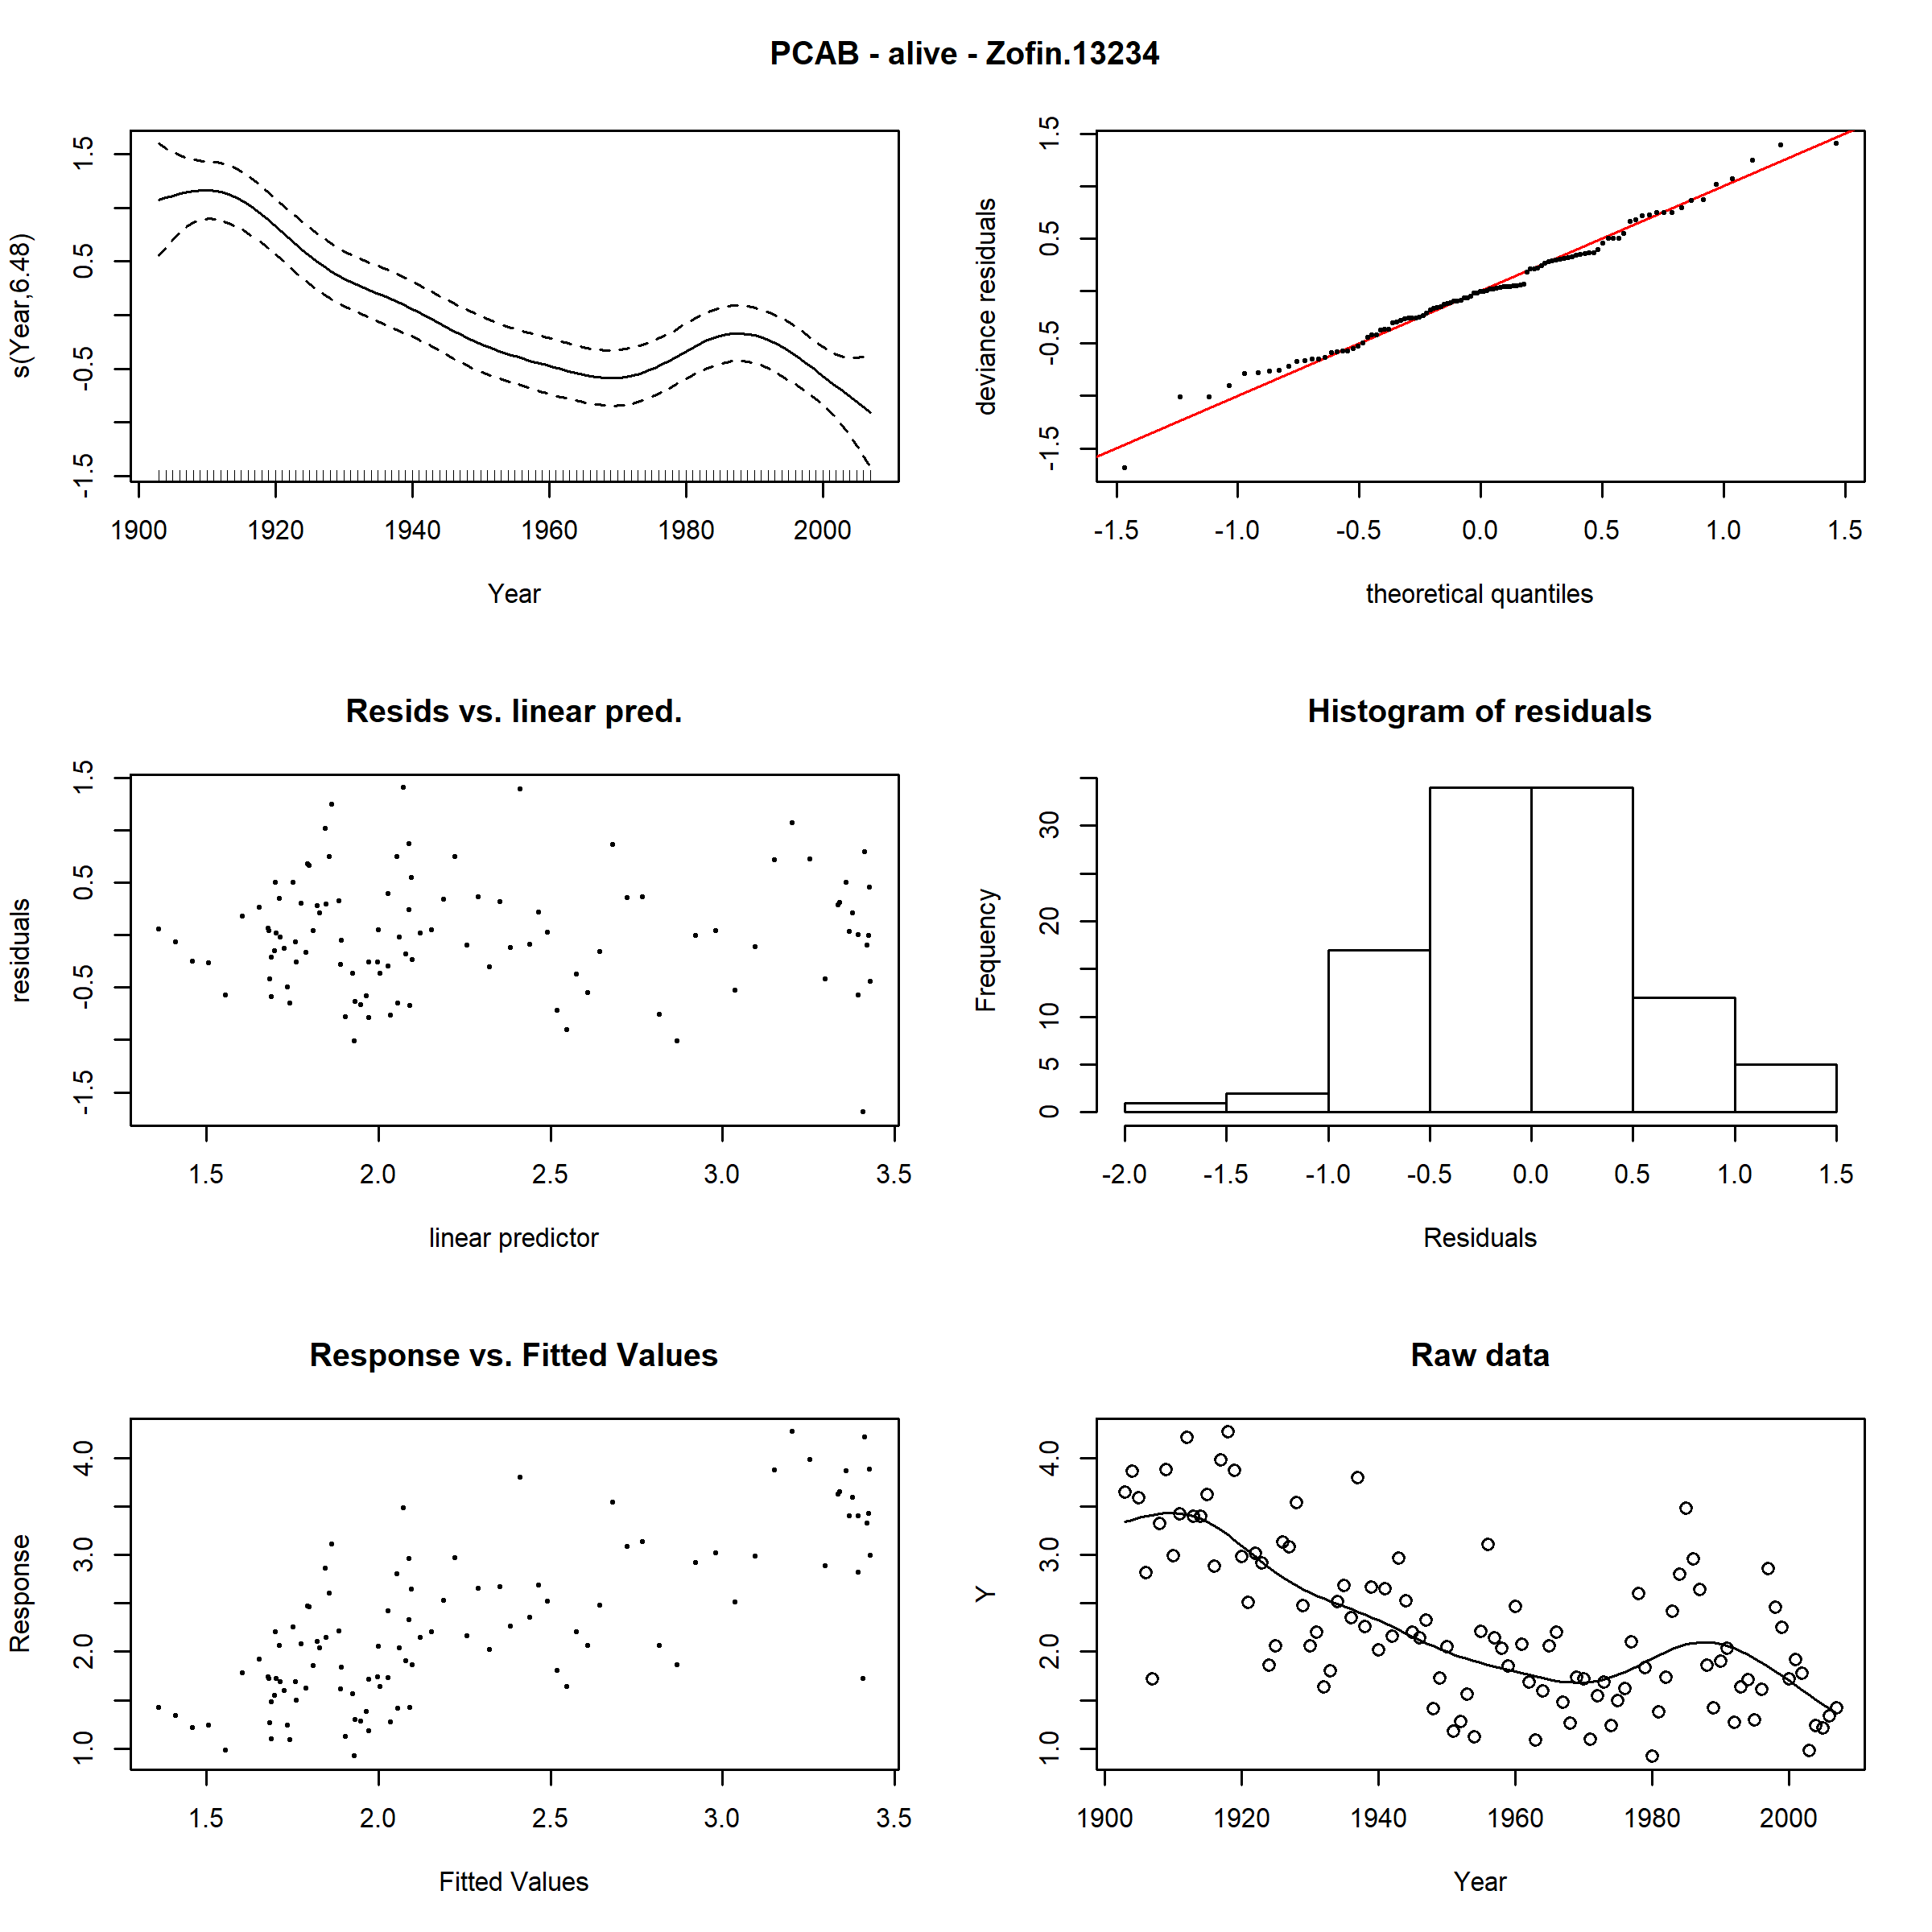 PCAB - alive - Zofin.13234
s(Year,6.48)
-1.5 -0.5 0.5 1.5
1900 1920 1940 1960 1980 2000
Year
deviance residuals
-1.5 -0.5 0.5 1.5
-1.5 -1.0 -0.5 0.0 0.5 1.0 1.5
theoretical quantiles
Resids vs. linear pred.
residuals
-1.5 -0.5 0.5 1.5
1.5 2.0 2.5 3.0 3.5
linear predictor
Histogram of residuals
Frequency
0 5 10 20 30
-2.0 -1.5 -1.0 -0.5 0.0 0.5 1.0 1.5
Residuals
Response vs. Fitted Values
Response
1.0 2.0 3.0 4.0
1.5 2.0 2.5 3.0 3.5
Fitted Values
Raw data
Y
1.0 2.0 3.0 4.0
1900 1920 1940 1960 1980 2000
Year